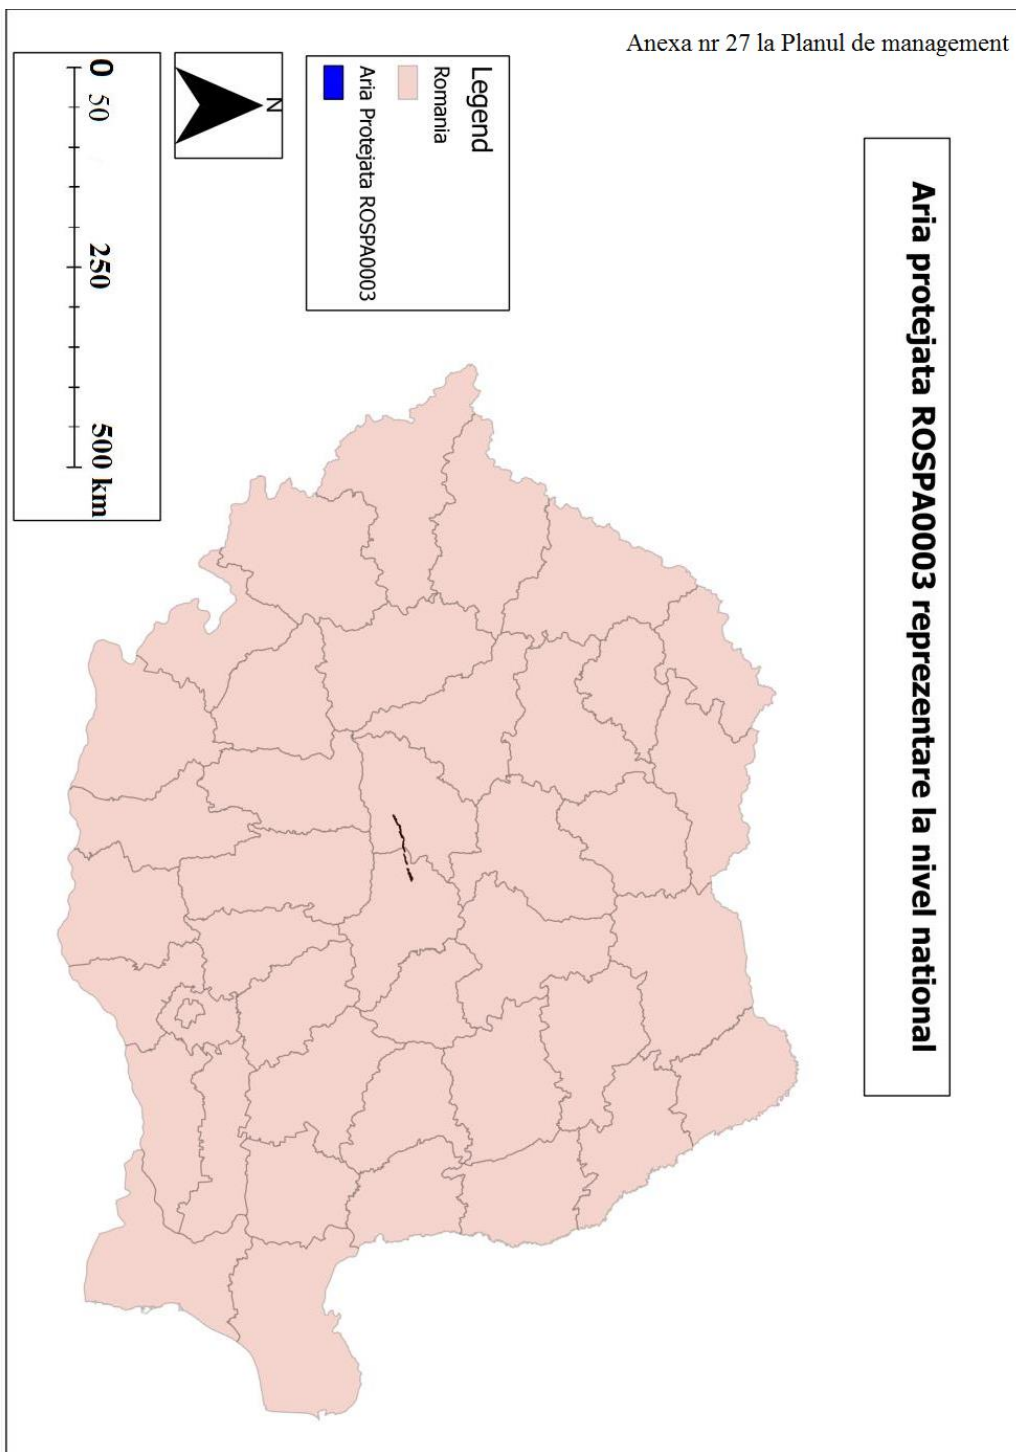 Anexa nr 27 la Planul de management
Aria protejata ROSPA0003 reprezentare la nivel national
Legend
Romania
Aria Protejata ROSPA0003
N
0 50 250 500 km